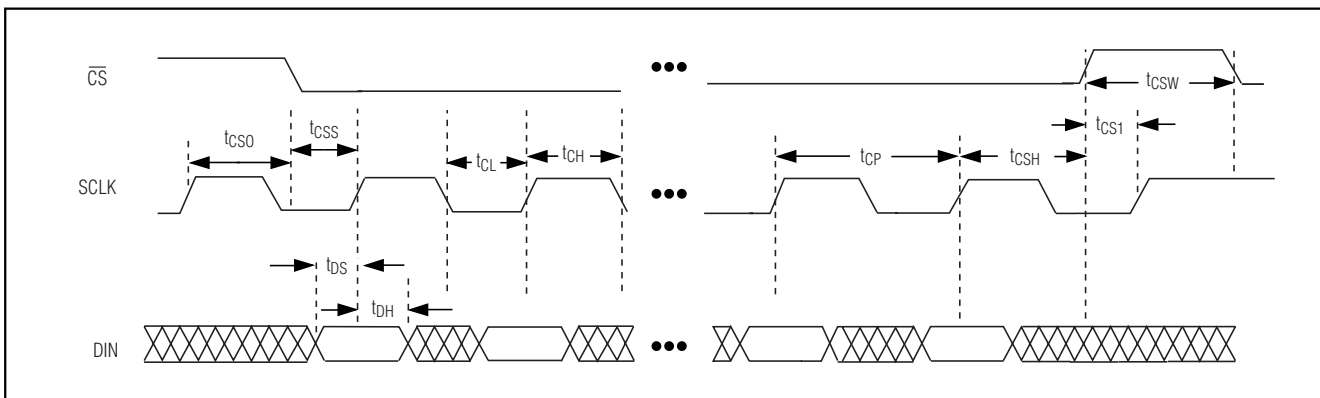 CS
tCSW
tCSO
tCSS
tCS1
tCL
tCH
tCP
tCSH
SCLK
tDS
tDH
DIN